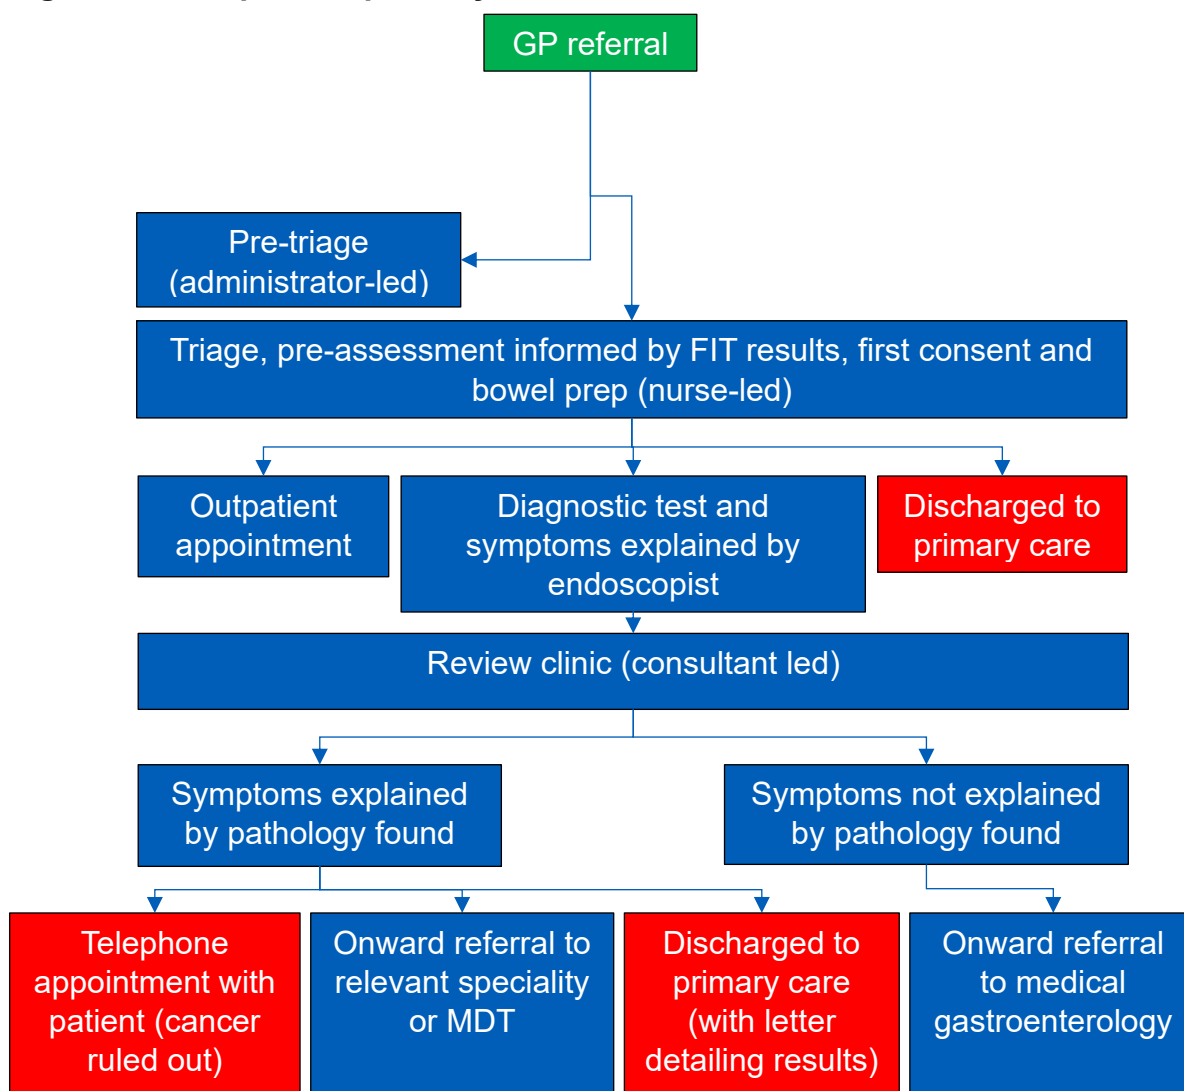 GP referral
Pre-triage
(administrator-led)
Triage, pre-assessment informed by FIT results, first consent and
bowel prep (nurse-led)
Outpatient
appointment
Diagnostic test and
symptoms explained by
endoscopist
Discharged to
primary care
Review clinic (consultant led)
Symptoms explained
by pathology found
Symptoms not explained
by pathology found
Telephone
appointment with
patient (cancer
ruled out)
Onward referral to
relevant speciality
or MDT
Discharged to
primary care
(with letter
detailing results)
Onward referral
to medical
gastroenterology